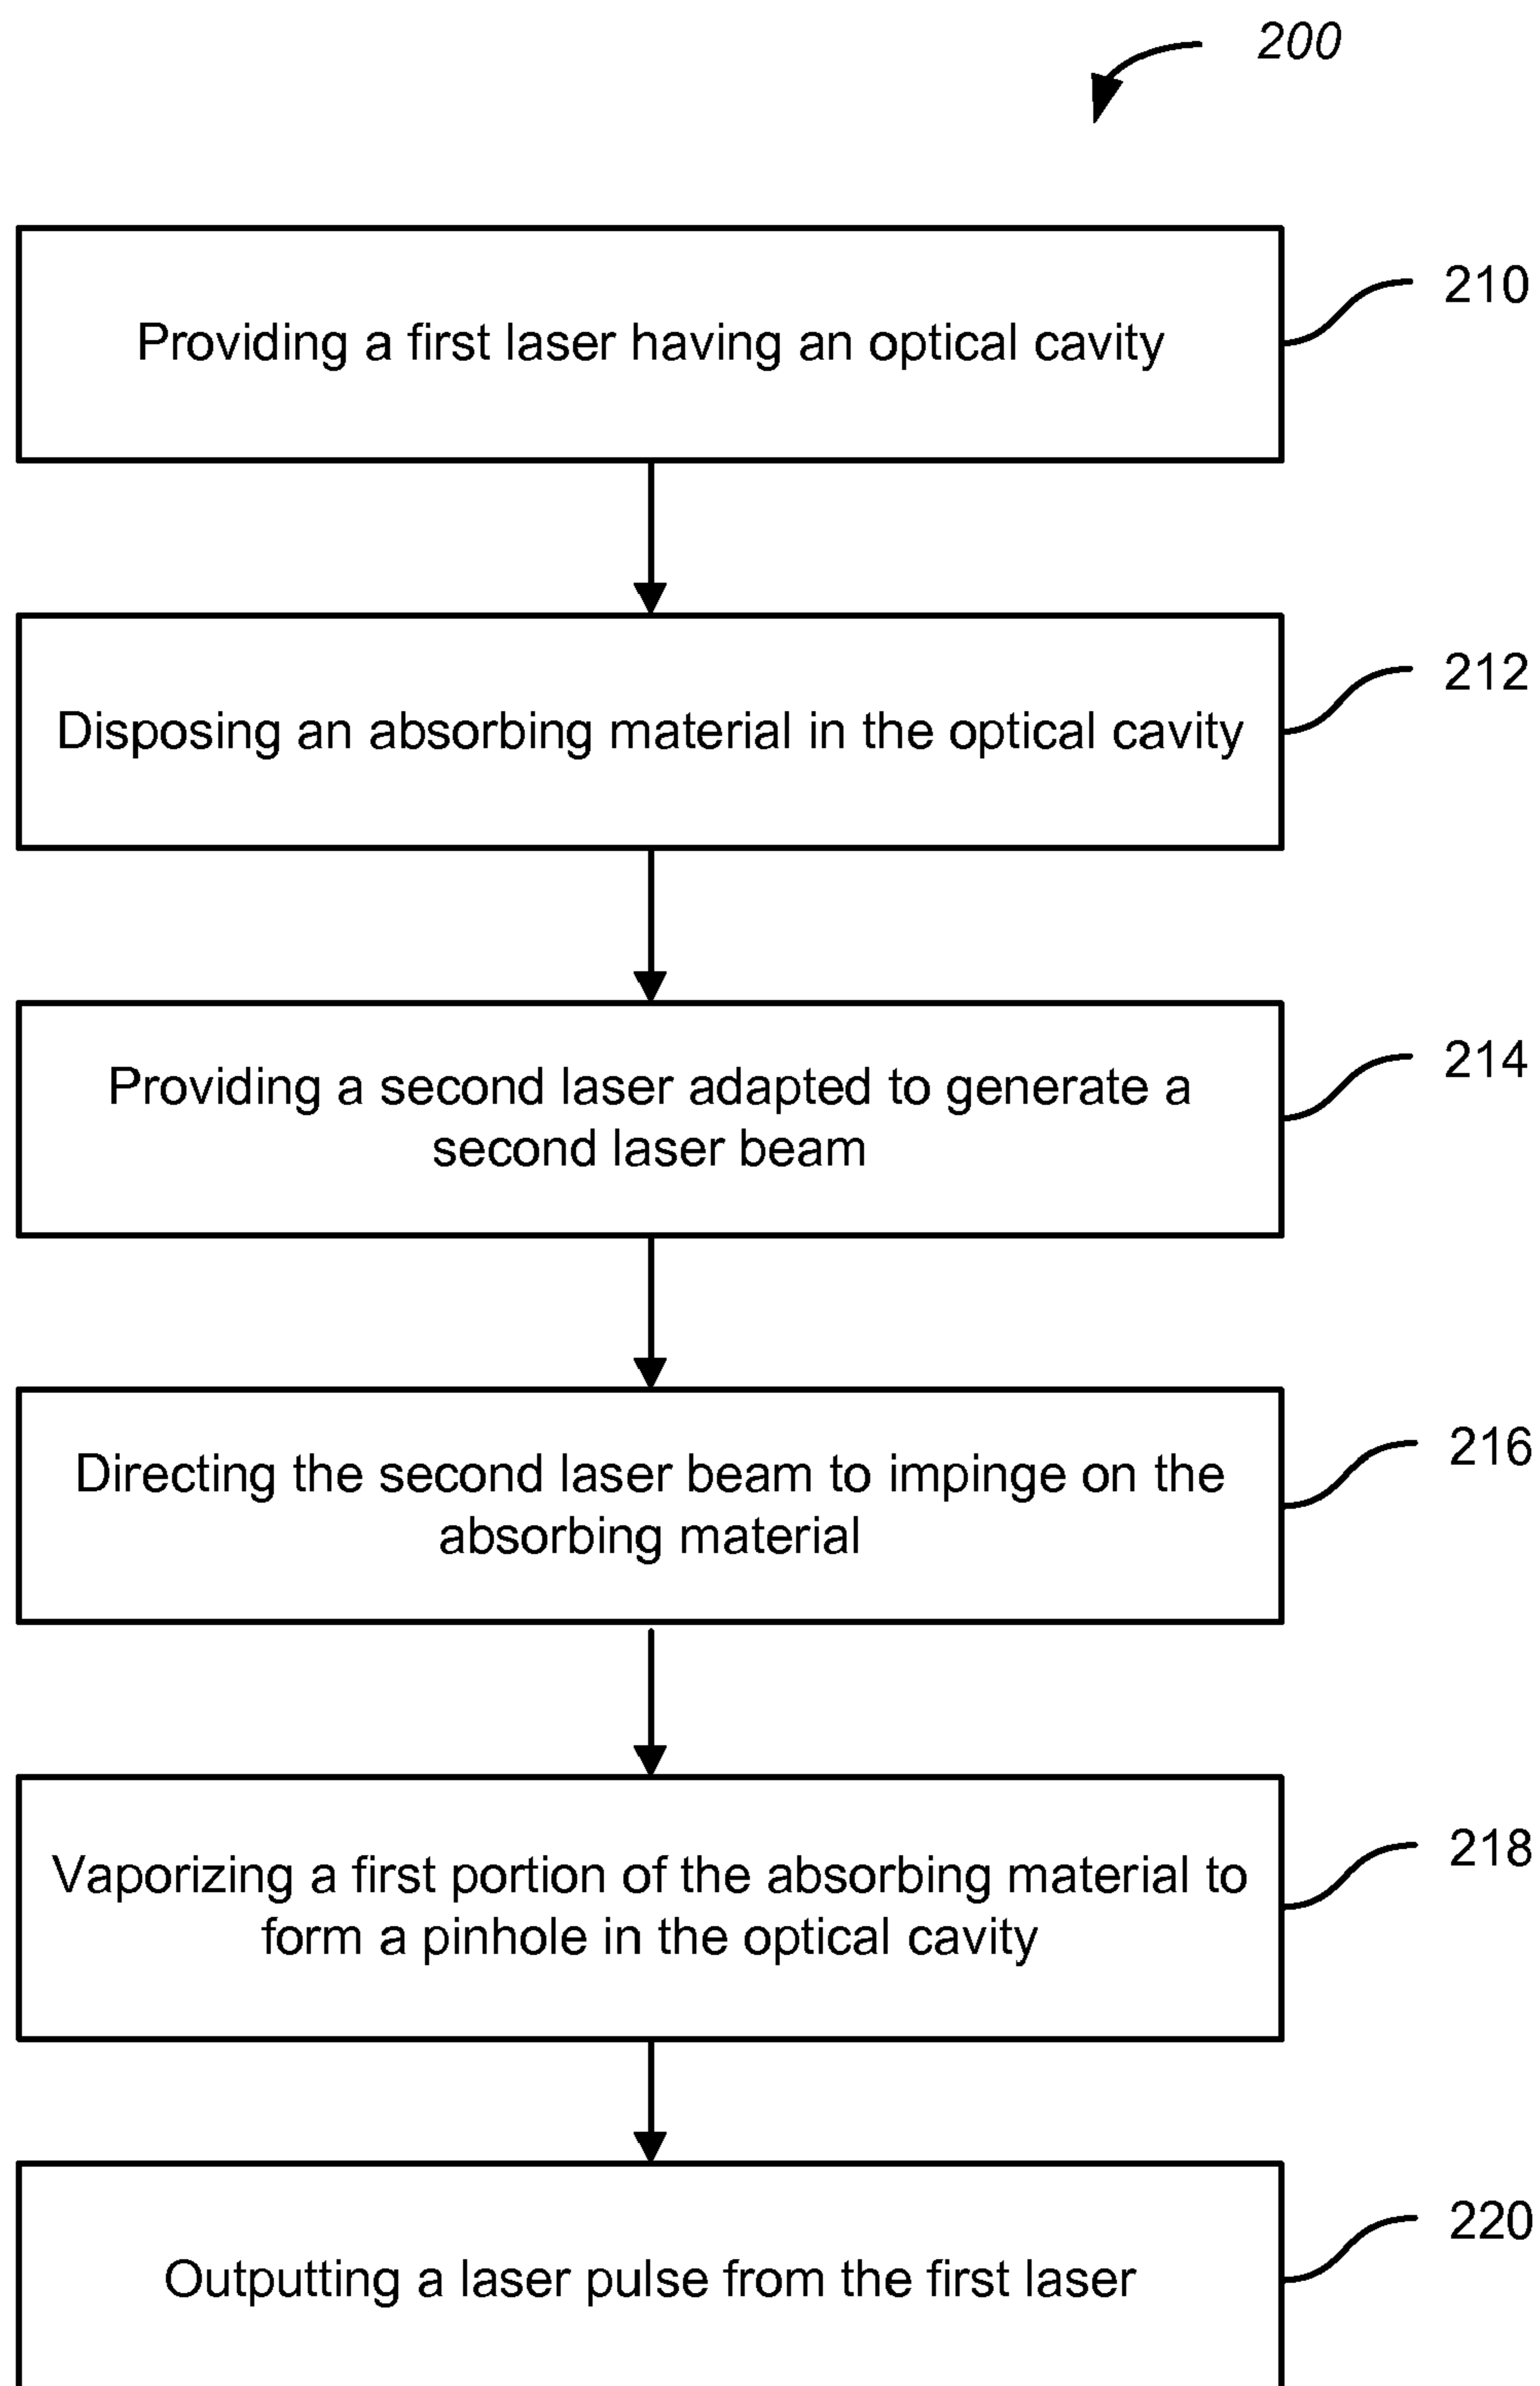 200
Providing a first laser having an optical cavity
210
Disposing an absorbing material in the optical cavity
212
Providing a second laser adapted to generate a
second laser beam
214
Directing the second laser beam to impinge on the
absorbing material
216
Vaporizing a first portion of the absorbing material to
form a pinhole in the optical cavity
218
Outputting a laser pulse from the first laser
220